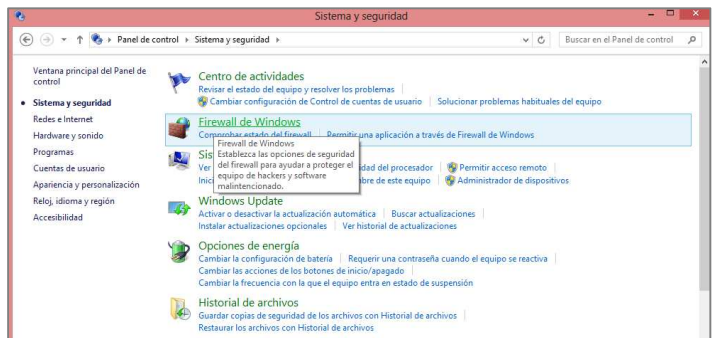 Sistema y seguridad
Panel de control ▸ Sistema y seguridad ▸
Buscar en el Panel de control
Ventana principal del Panel de control
Sistema y seguridad
Redes e Internet
Hardware y sonido
Programas
Cuentas de usuario
Apariencia y personalización
Reloj, idioma y región
Accesibilidad
Centro de actividades
Revisar el estado del equipo y resolver los problemas
Cambiar configuración de Control de cuentas de usuario | Solucionar problemas habituales del equipo
Firewall de Windows
Comprobar estado del firewall | Permitir una aplicación a través de Firewall de Windows
Firewall de Windows
Establezca las opciones de seguridad
del firewall para ayudar a proteger el
equipo de hackers y software
malintencionado.
Sis
Ver
dad del procesador | Permitir acceso remoto
Inici
bre de este equipo | Administrador de dispositivos
Windows Update
Activar o desactivar la actualización automática | Buscar actualizaciones
Instalar actualizaciones opcionales | Ver historial de actualizaciones
Opciones de energía
Cambiar la configuración de batería | Requerir una contraseña cuando el equipo se reactiva
Cambiar las acciones de los botones de inicio/apagado
Cambiar la frecuencia con la que el equipo entra en estado de suspensión
Historial de archivos
Guardar copias de seguridad de los archivos con Historial de archivos
Restaurar los archivos con Historial de archivos